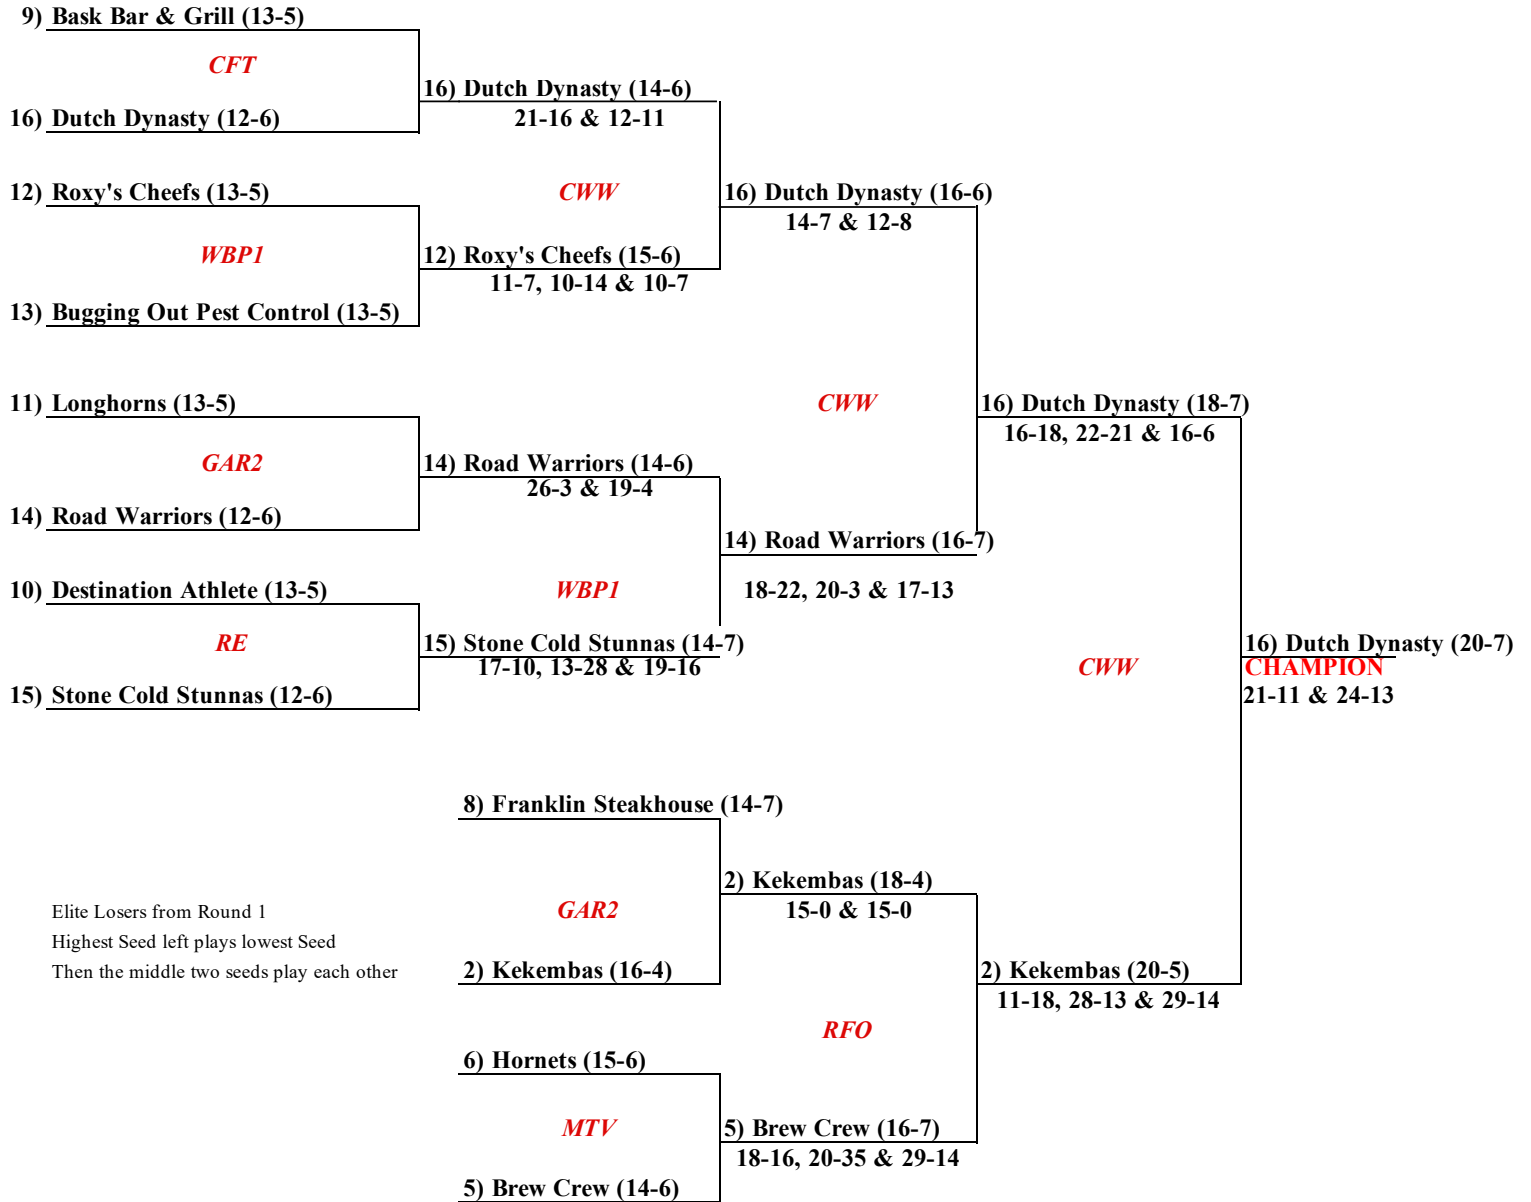 9) Bask Bar & Grill (13-5)
CFT
16) Dutch Dynasty (14-6)
21-16 & 12-11
16) Dutch Dynasty (12-6)
12) Roxy's Cheefs (13-5)
CWW
16) Dutch Dynasty (16-6)
14-7 & 12-8
WBP1
12) Roxy's Cheefs (15-6)
11-7, 10-14 & 10-7
13) Bugging Out Pest Control (13-5)
11) Longhorns (13-5)
CWW
16) Dutch Dynasty (18-7)
16-18, 22-21 & 16-6
GAR2
14) Road Warriors (14-6)
26-3 & 19-4
14) Road Warriors (12-6)
14) Road Warriors (16-7)
10) Destination Athlete (13-5)
WBP1
18-22, 20-3 & 17-13
RE
15) Stone Cold Stunnas (14-7)
17-10, 13-28 & 19-16
CWW
16) Dutch Dynasty (20-7)
CHAMPION
21-11 & 24-13
15) Stone Cold Stunnas (12-6)
8) Franklin Steakhouse (14-7)
2) Kekembas (18-4)
15-0 & 15-0
Elite Losers from Round 1
GAR2
Highest Seed left plays lowest Seed
Then the middle two seeds play each other
2) Kekembas (16-4)
2) Kekembas (20-5)
11-18, 28-13 & 29-14
RFO
6) Hornets (15-6)
MTV
5) Brew Crew (16-7)
18-16, 20-35 & 29-14
5) Brew Crew (14-6)